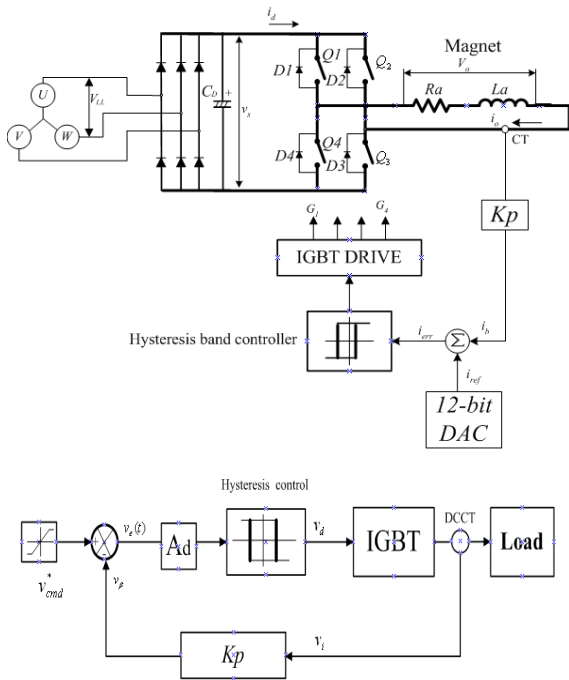 i_d
Q1
Q2
Magnet
D1
D2
V_o
U
V_LL
C_D
+
v_s
Ra
La
V
W
i_o
Q4
D4
D3
Q3
CT
G_1
G_4
Kp
IGBT DRIVE
Hysteresis band controller
i_err
Σ
i_b
i_ref
12-bit
DAC
Hysteresis control
DCCT
v_e(t)
v_d
+
-
Ad
IGBT
Load
v*_cmd
v_i
Kp